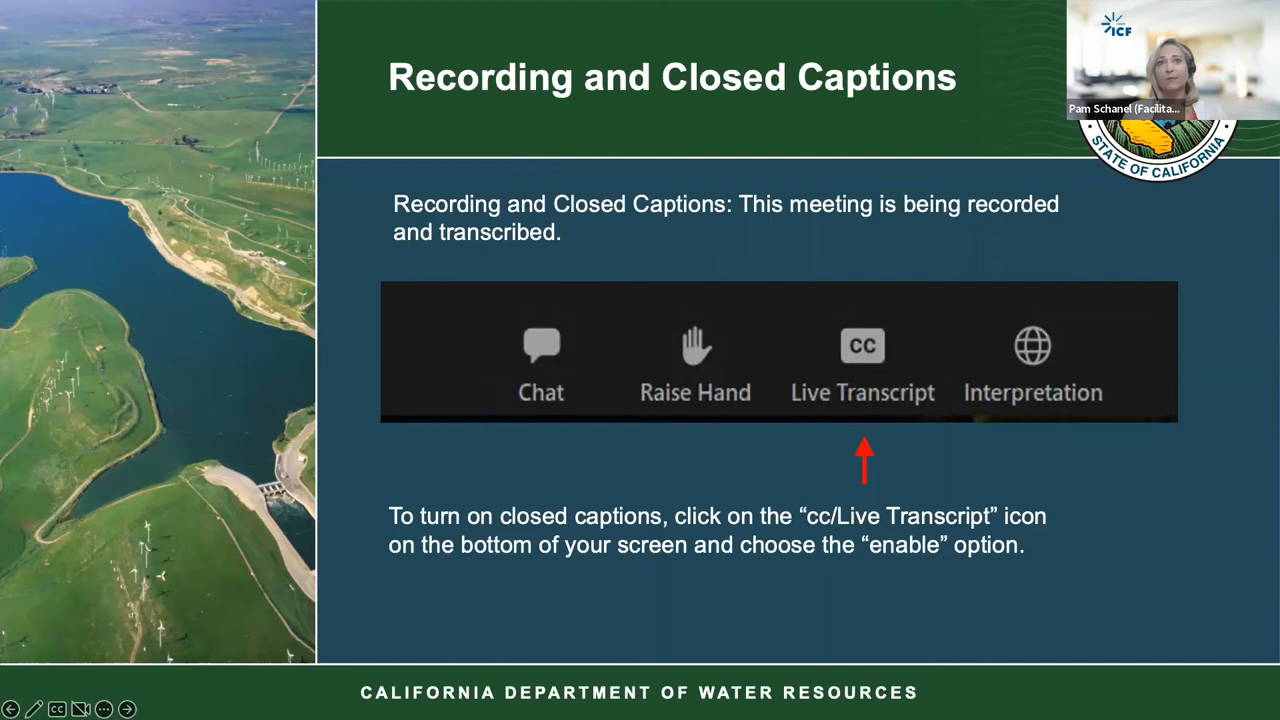 Recording and Closed Captions
ICF
Pam Schanel (Facilita...
STATE OF CALIFORNIA
Recording and Closed Captions: This meeting is being recorded
and transcribed.
CC
Chat
Raise Hand
Live Transcript
Interpretation
To turn on closed captions, click on the “cc/Live Transcript” icon
on the bottom of your screen and choose the “enable” option.
CALIFORNIA DEPARTMENT OF WATER RESOURCES
CC